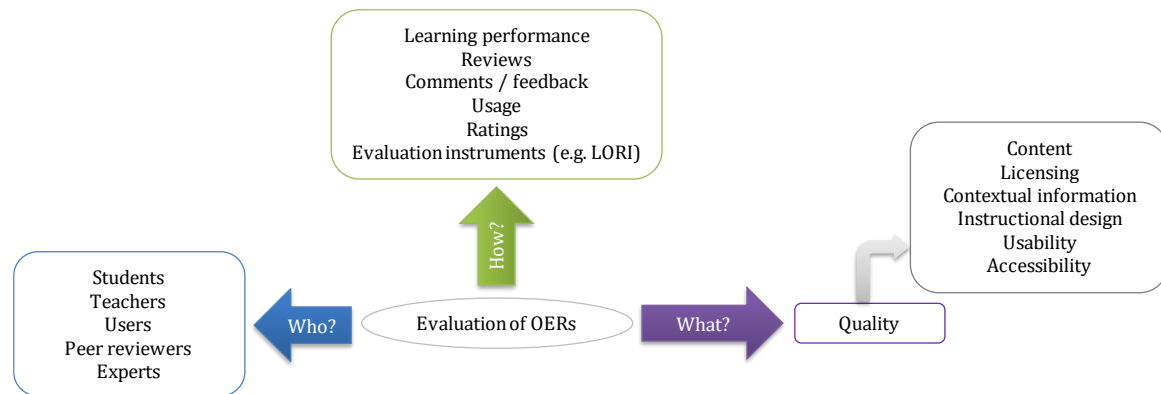 Learning performance
Reviews
Comments / feedback
Usage
Ratings
Evaluation instruments (e.g. LORI)
How?
Content
Licensing
Contextual information
Instructional design
Usability
Accessibility
Students
Teachers
Users
Peer reviewers
Experts
Who?
Evaluation of OERs
What?
Quality